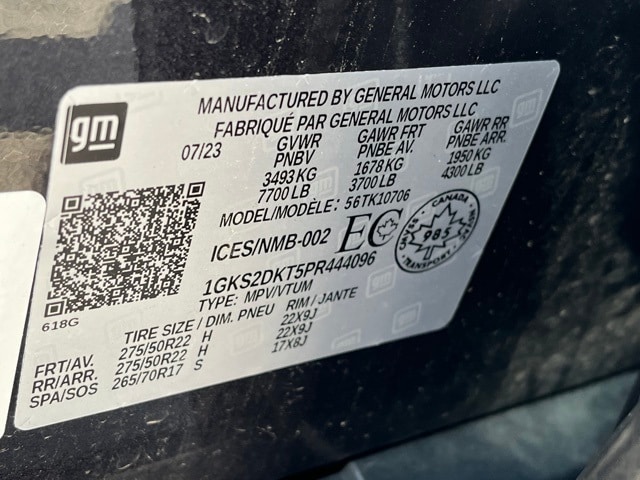 gm
MANUFACTURED BY GENERAL MOTORS LLC
FABRIQUÉ PAR GENERAL MOTORS LLC
07/23 GVWR GAWR FRT GAWR RR
PNBV PNBE AV. PNBE ARR.
3493 KG 1678 KG 1950 KG
7700 LB 3700 LB 4300 LB
MODEL/MODÈLE: 56TK10706
ICES/NMB-002 EC
CANADA
985
TRANSPORT
1GKS2DKT5PR444096
TYPE: MPV/VTUM
618G
TIRE SIZE / DIM. PNEU RIM / JANTE
FRT/AV. 275/50R22 H 22X9J
RR/ARR. 275/50R22 H 22X9J
SPA/SOS 265/70R17 S 17X8J